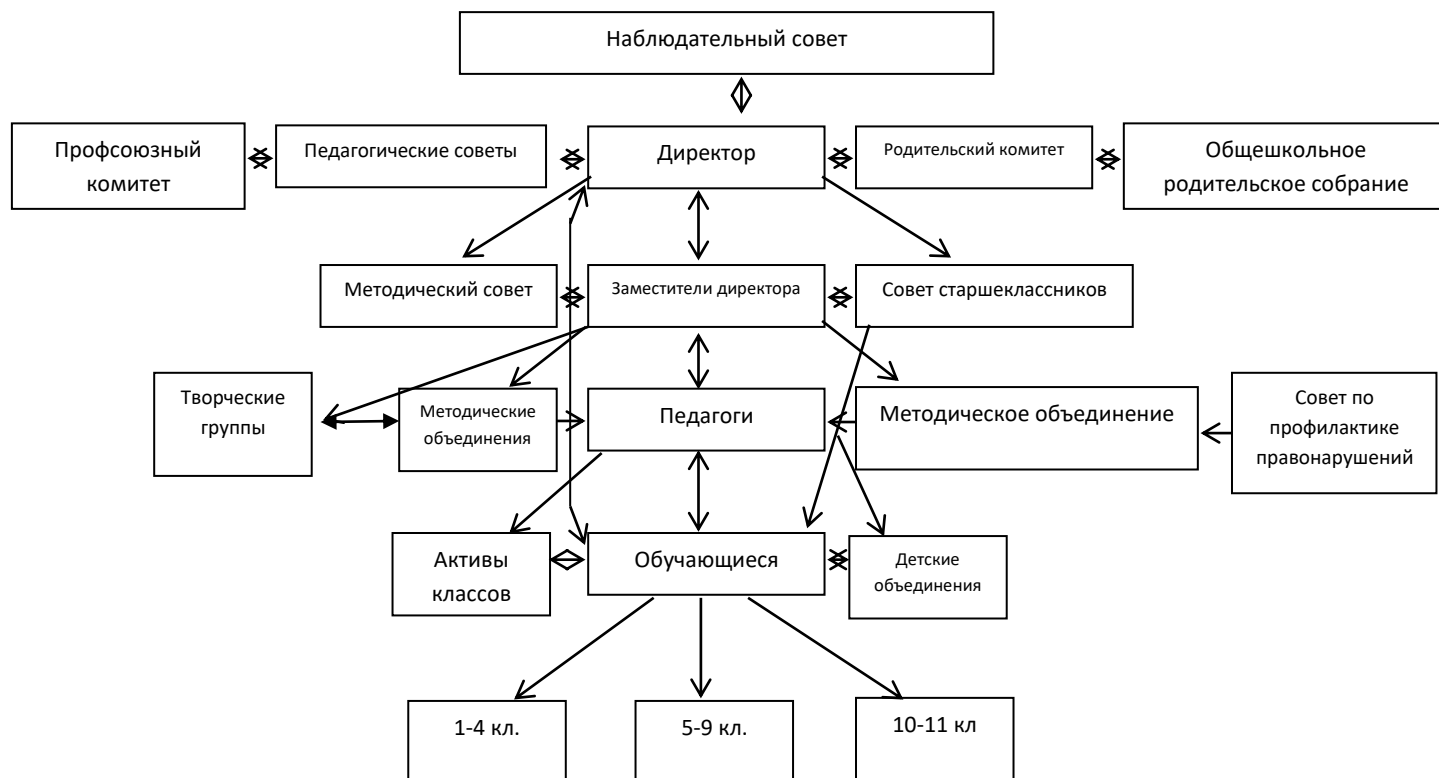 Наблюдательный совет
Профсоюзный
комитет
Педагогические советы
Директор
Родительский комитет
Общешкольное
родительское собрание
Методический совет
Заместители директора
Совет старшеклассников
Творческие
группы
Методические
объединения
Педагоги
Методическое объединение
Совет по
профилактике
правонарушений
Активы
классов
Обучающиеся
Детские
объединения
1-4 кл.
5-9 кл.
10-11 кл